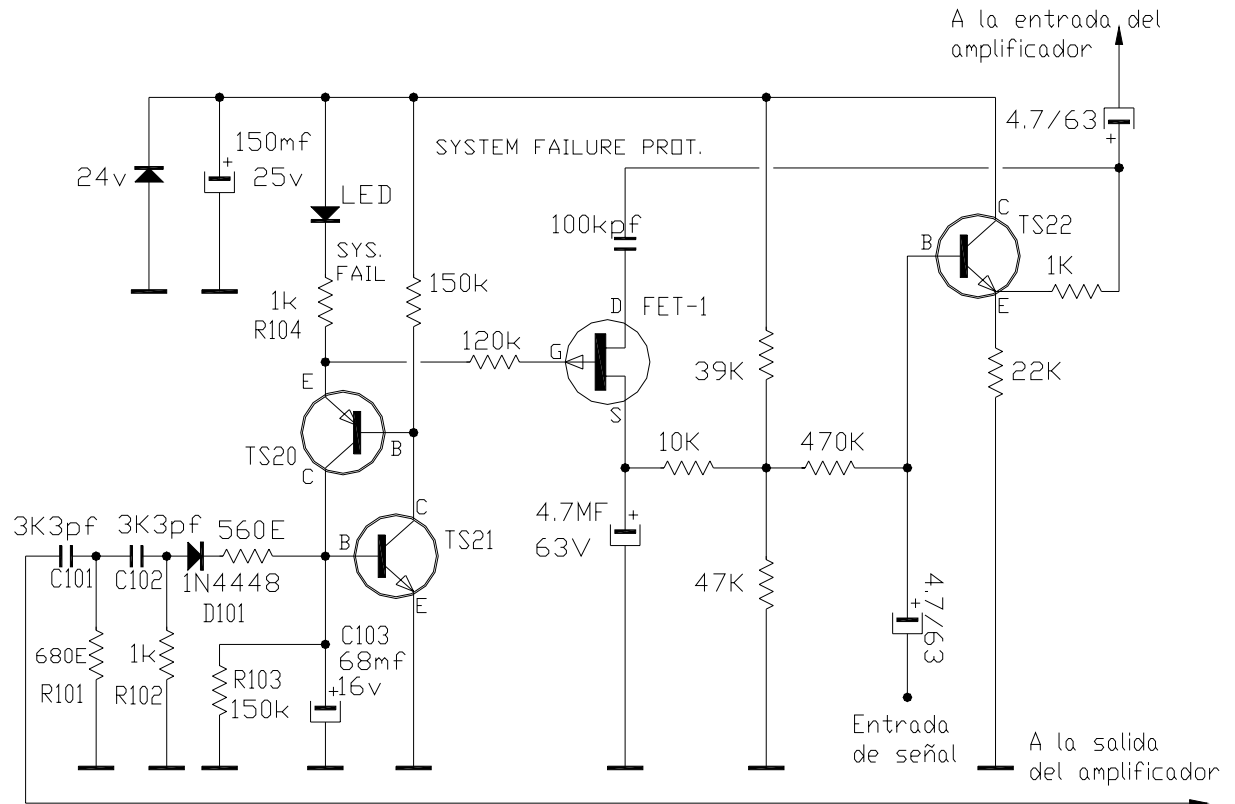 A la entrada del
amplificador
4.7/63
+
150mf
+
25v
24v
SYSTEM FAILURE PROT.
LED
SYS.
FAIL
100kpf
C
TS22
B
1K
E
1k
R104
150k
D
FET-1
120k
G
39K
22K
E
S
TS20
B
C
10K
470K
3K3pf
3K3pf
560E
C
B
TS21
4.7MF
+
63V
C101
C102
1N4448
D101
E
47K
+
4.7/63
680E
R101
1k
R102
R103
150k
C103
68mf
+
16v
Entrada
de señal
A la salida
del amplificador